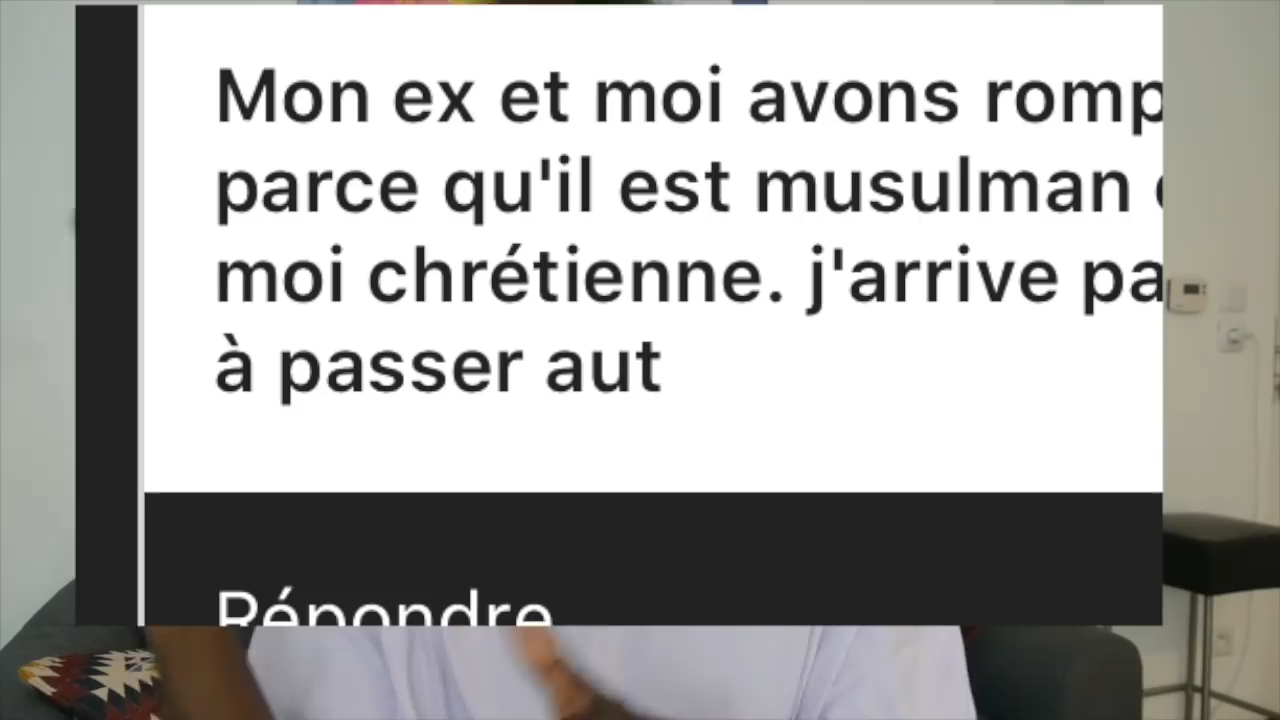 Mon ex et moi avons romp
parce qu'il est musulman
moi chrétienne. j'arrive pa
à passer aut
Répondre